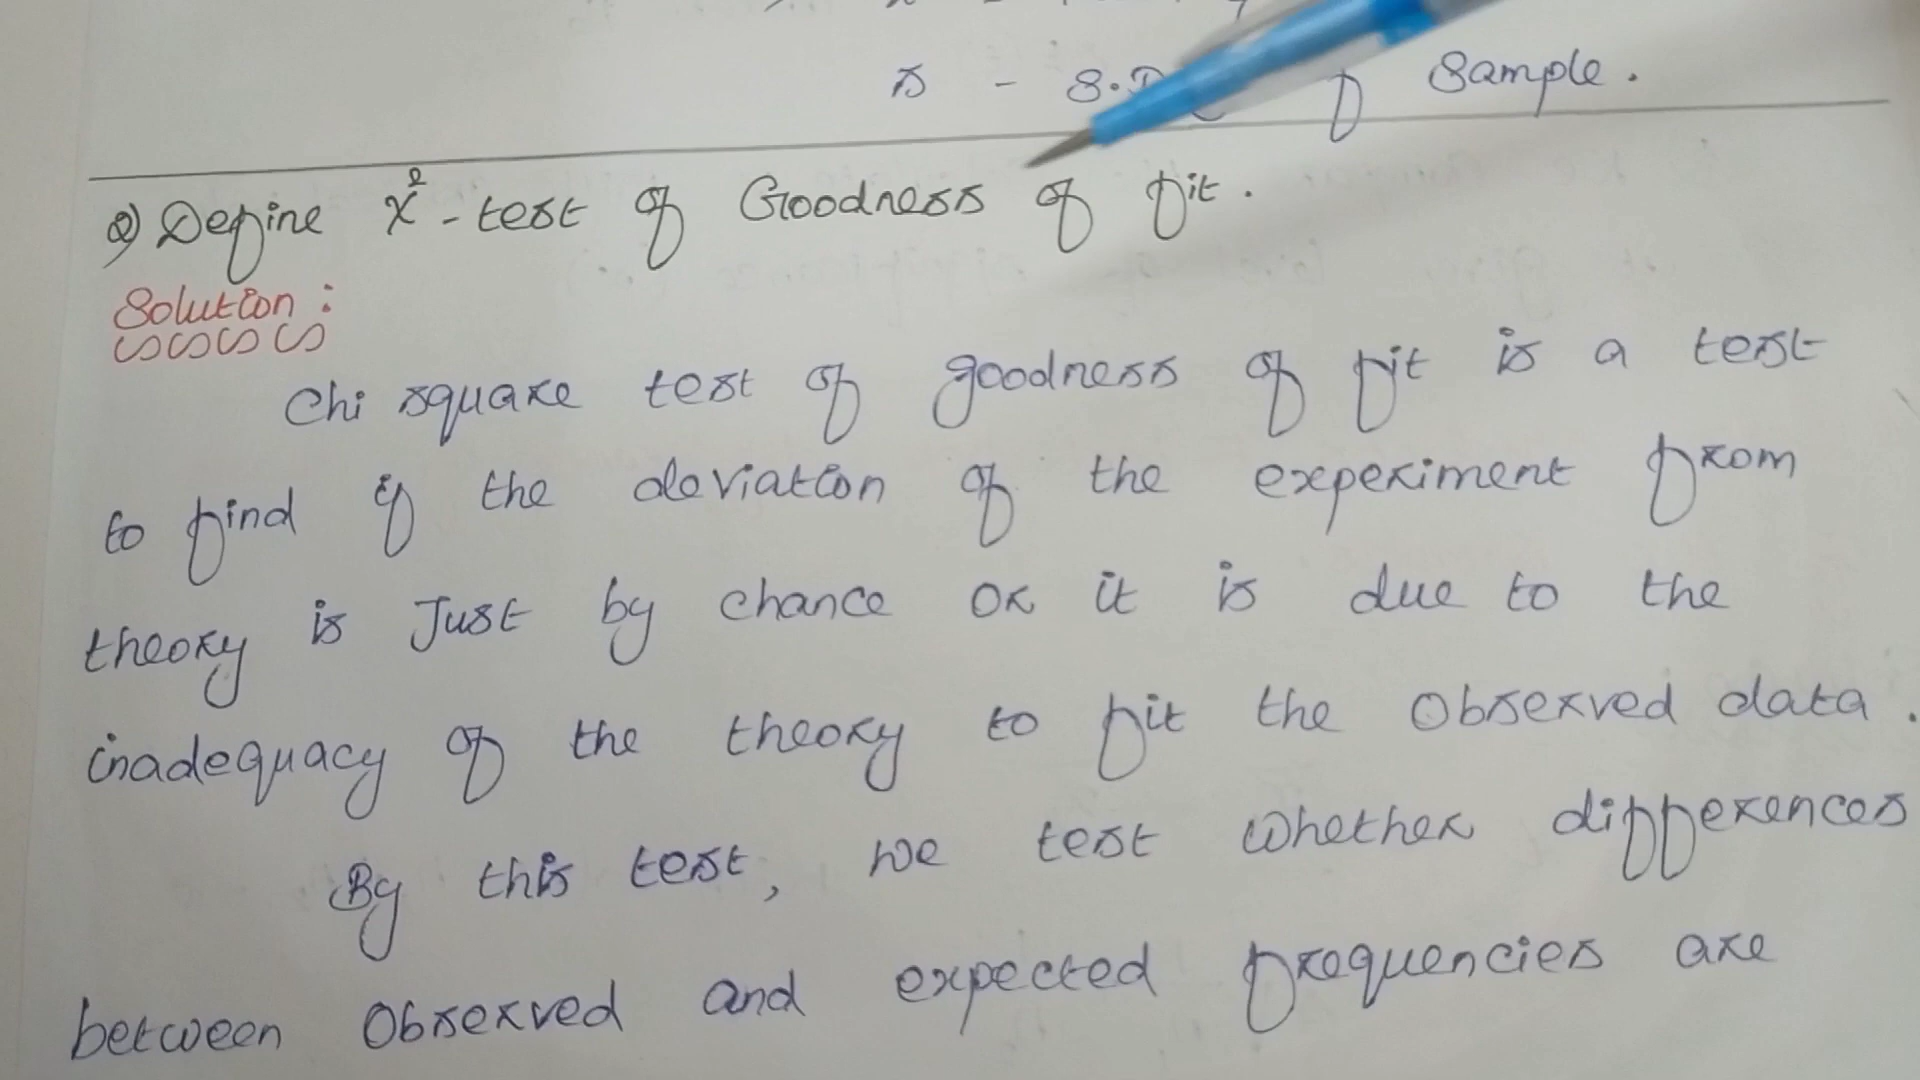 s - S.D of Sample.
2) Define χ² - test of Goodness of fit.
Solution:
Chi square test of goodness of fit is a test
to find if the deviation of the experiment from
theory is Just by chance or it is due to the
inadequacy of the theory to fit the Observed data.
By this test, we test whether differences
between Observed and expected frequencies are